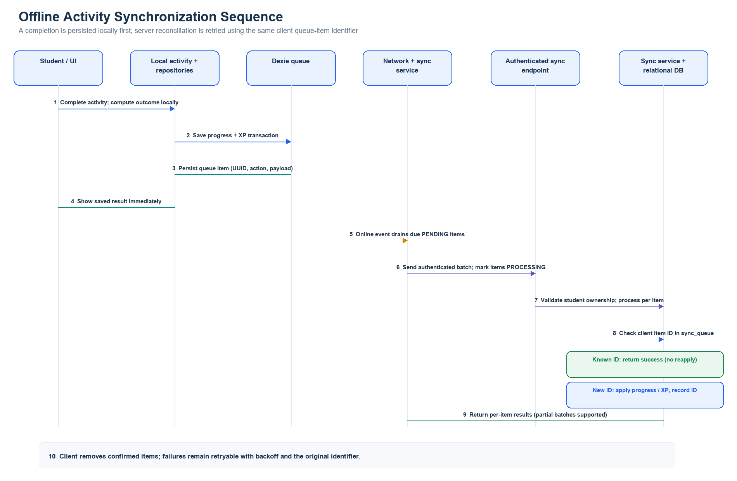 Offline Activity Synchronization Sequence
A completion is persisted locally first; server reconciliation is retried using the same client queue-item identifier
Student / UI
Local activity +
repositories
Dexie queue
Network + sync
service
Authenticated sync
endpoint
Sync service +
relational DB
1 Complete activity; compute outcome locally
2 Save progress + XP transaction
3 Persist queue item (UUID, action, payload)
4 Show saved result immediately
5 Online event drains due PENDING items
6 Send authenticated batch; mark items PROCESSING
7 Validate student ownership; process per item
8 Check client item ID in sync_queue
Known ID: return success (no reapply)
New ID: apply progress / XP, record ID
9 Return per-item results (partial batches supported)
10 Client removes confirmed items; failures remain retryable with backoff and the original identifier.